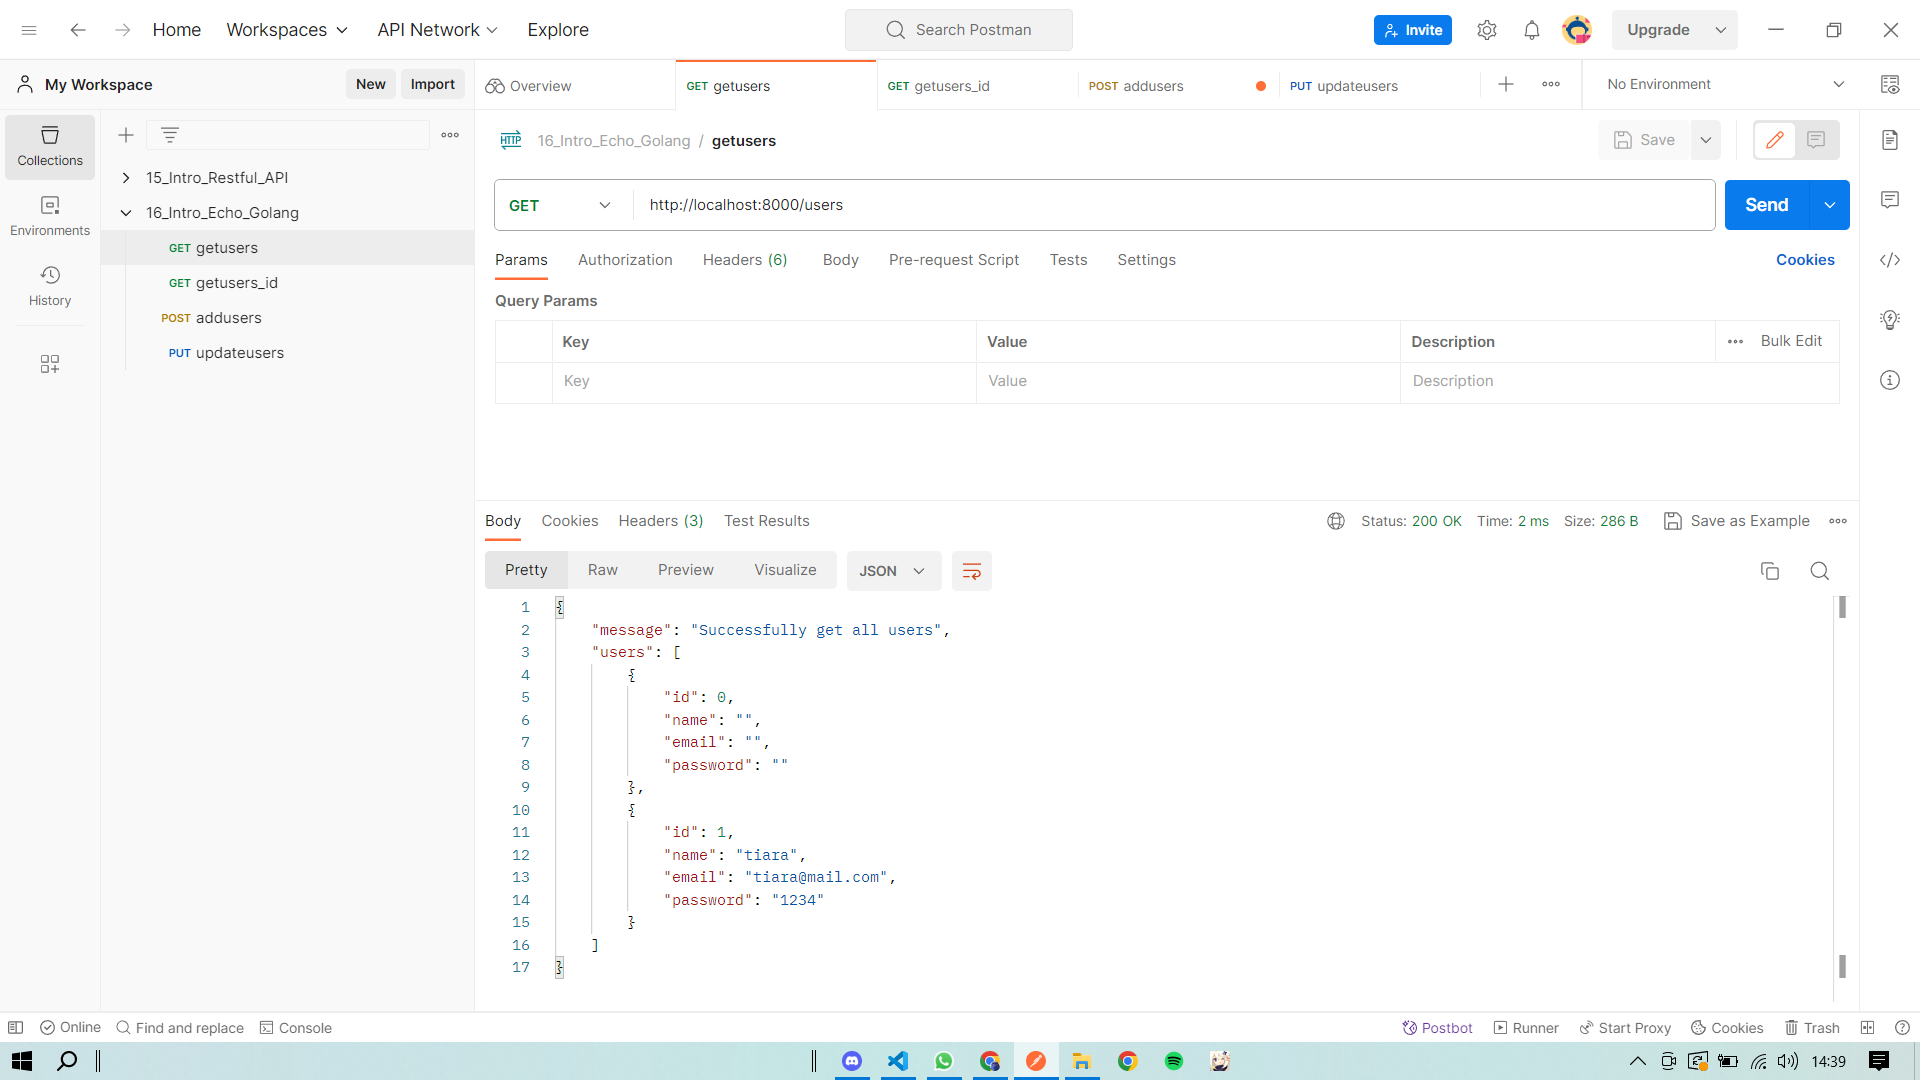 Home Workspaces API Network Explore Search Postman Invite Upgrade
My Workspace New Import Overview GET getusers GET getusers_id POST addusers PUT updateusers No Environment
Collections
Environments
History
15_Intro_Restful_API
16_Intro_Echo_Golang
GET getusers
GET getusers_id
POST addusers
PUT updateusers
HTTP 16_Intro_Echo_Golang / getusers Save
GET http://localhost:8000/users Send
Params Authorization Headers (6) Body Pre-request Script Tests Settings Cookies
Query Params
Key Value Description Bulk Edit
Key Value Description
Body Cookies Headers (3) Test Results Status: 200 OK Time: 2 ms Size: 286 B Save as Example
Pretty Raw Preview Visualize JSON
1 {
2 "message": "Successfully get all users",
3 "users": [
4 {
5 "id": 0,
6 "name": "",
7 "email": "",
8 "password": ""
9 },
10 {
11 "id": 1,
12 "name": "tiara",
13 "email": "tiara@mail.com",
14 "password": "1234"
15 }
16 ]
17 }
Online Find and replace Console Postbot Runner Start Proxy Cookies Trash
14:39